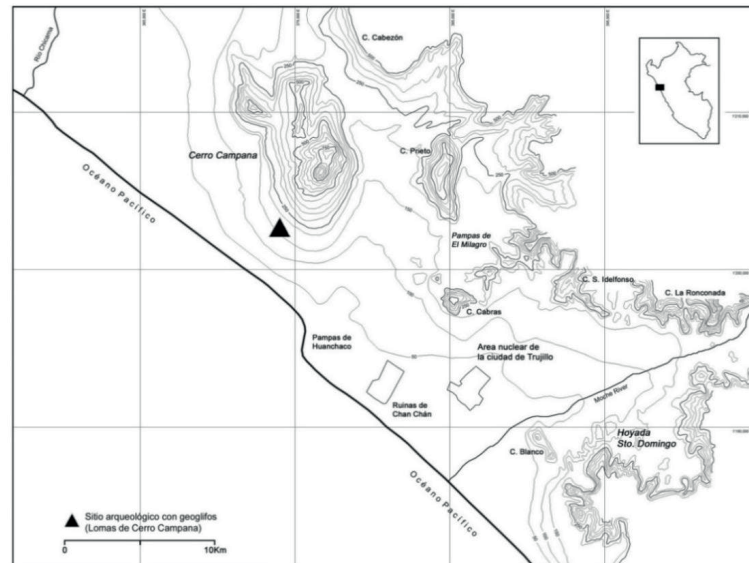 C. Cabezón
Río Chicama
Cerro Campana
C. Prieto
Océano Pacífico
Pampas de
El Milagro
C. S. Idelfonso
C. La Ronconada
C. Cabras
Pampas de
Huanchaco
Area nuclear de
la ciudad de Trujillo
Ruinas de
Chan Chán
Moche River
Hoyada
Sto. Domingo
C. Blanco
Océano Pacífico
Sitio arqueológico con geoglifos
(Lomas de Cerro Campana)
0 10Km